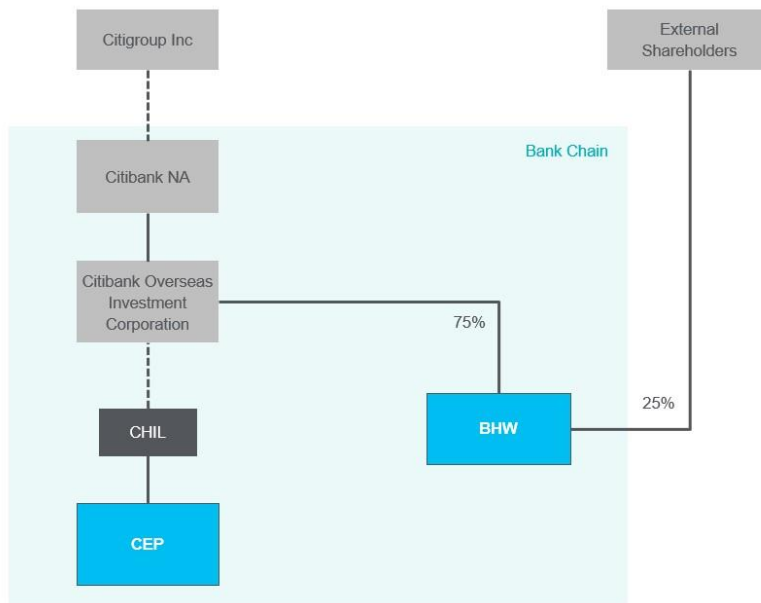 Citigroup Inc
External
Shareholders
Bank Chain
Citibank NA
Citibank Overseas
Investment
Corporation
75%
25%
CHIL
BHW
CEP